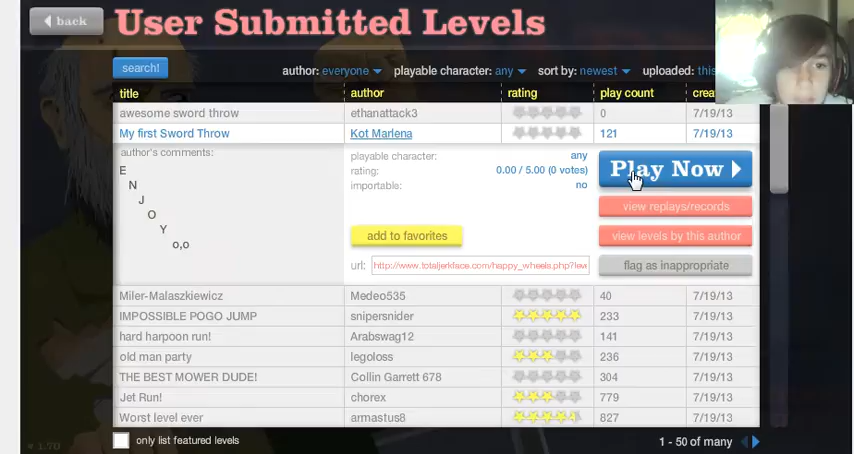 back
User Submitted Levels
search!
author: everyone playable character: any sort by: newest uploaded:
title author rating play count
awesome sword throw ethanattack3 0 7/19/13
My first Sword Throw Kot Marlena 121 7/19/13
author's comments:
E
N
J
O
Y
o,o
playable character: any
rating: 0.00 / 5.00 (0 votes)
importable: no
add to favorites
url: http://www.totaljerkface.com/happy_wheels.php?lev
Play Now
view replays/records
view levels by this author
flag as inappropriate
Miler-Malaszkiewicz Medeo535 40 7/19/13
IMPOSSIBLE POGO JUMP snipersnider 233 7/19/13
hard harpoon run! Arabswag12 141 7/19/13
old man party legoloss 236 7/19/13
THE BEST MOWER DUDE! Collin Garrett 678 304 7/19/13
Jet Run! chorex 779 7/19/13
Worst level ever armastus8 827 7/19/13
only list featured levels
1 - 50 of many
v 1.70